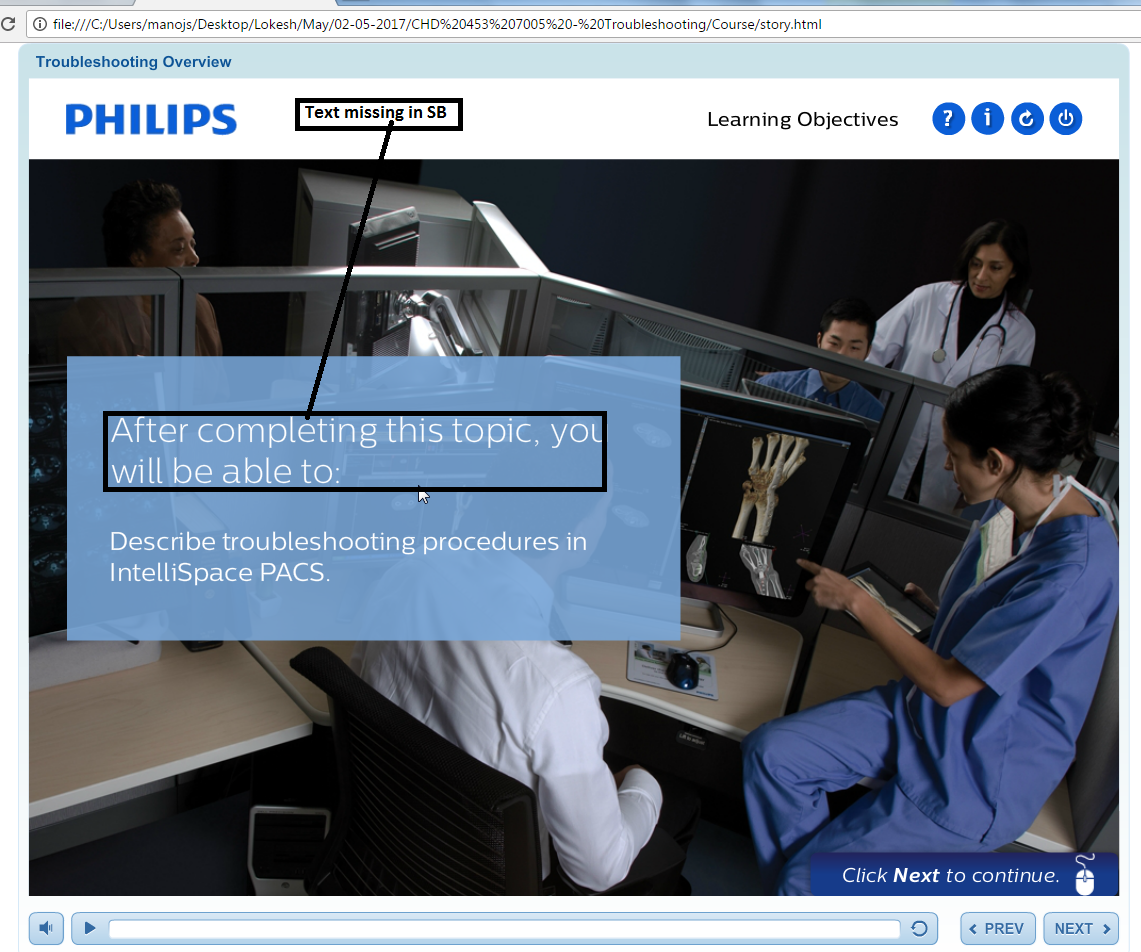 file:///C:/Users/manojs/Desktop/Lokesh/May/02-05-2017/CHD%20453%207005%20-%20Troubleshooting/Course/story.html
Troubleshooting Overview
PHILIPS
Text missing in SB
Learning Objectives
?
i
After completing this topic, you
will be able to:
Describe troubleshooting procedures in
IntelliSpace PACS.
Click Next to continue.
< PREV
NEXT >